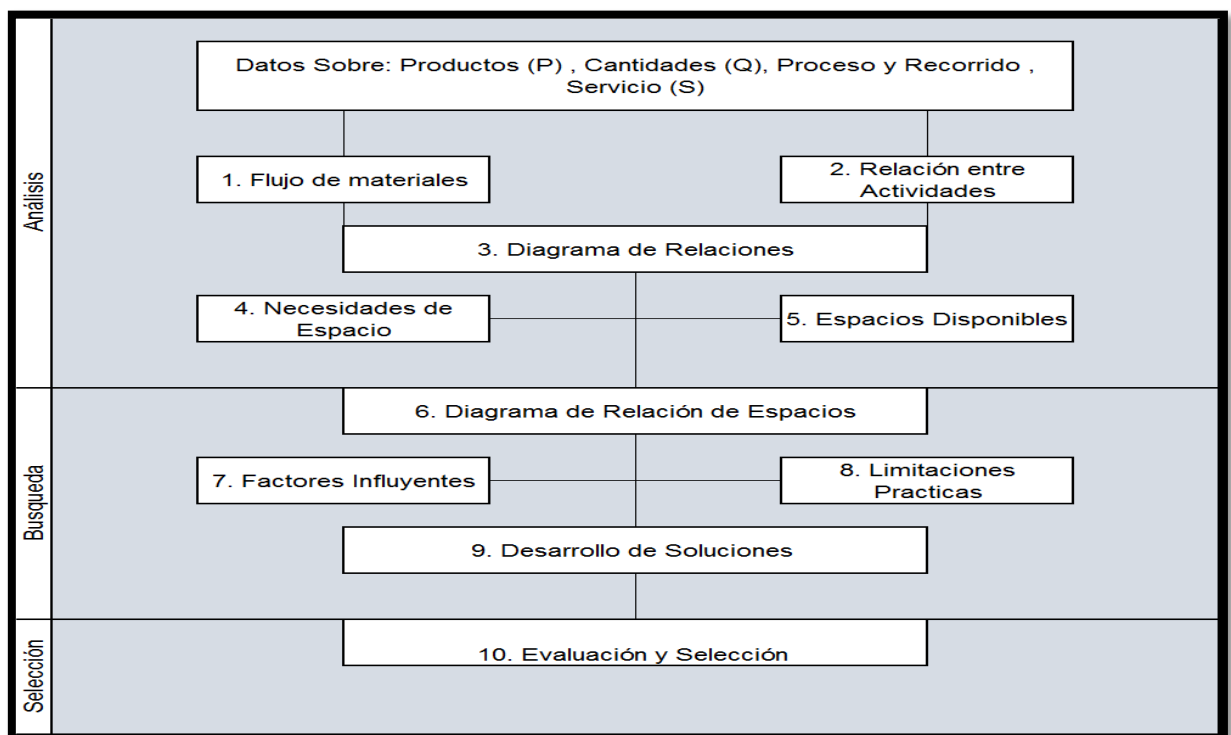 Datos Sobre: Productos (P) , Cantidades (Q), Proceso y Recorrido ,
Servicio (S)
Análisis
1. Flujo de materiales
2. Relación entre
Actividades
3. Diagrama de Relaciones
4. Necesidades de
Espacio
5. Espacios Disponibles
Busqueda
6. Diagrama de Relación de Espacios
7. Factores Influyentes
8. Limitaciones
Practicas
9. Desarrollo de Soluciones
Selección
10. Evaluación y Selección